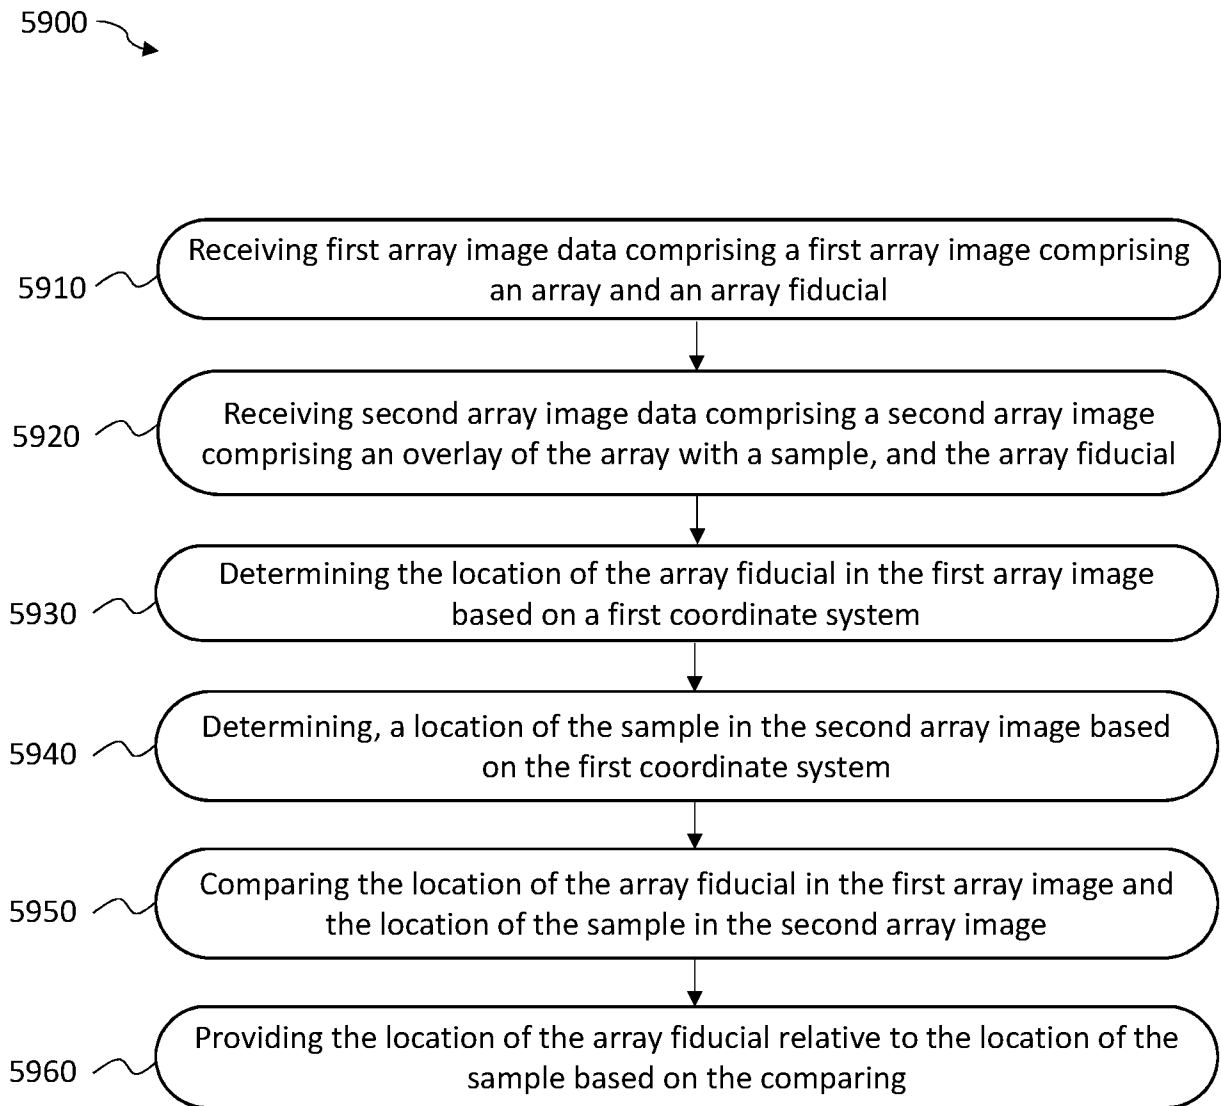 5900
Receiving first array image data comprising a first array image comprising
an array and an array fiducial
5910
Receiving second array image data comprising a second array image
comprising an overlay of the array with a sample, and the array fiducial
5920
Determining the location of the array fiducial in the first array image
based on a first coordinate system
5930
Determining, a location of the sample in the second array image based
on the first coordinate system
5940
Comparing the location of the array fiducial in the first array image and
the location of the sample in the second array image
5950
Providing the location of the array fiducial relative to the location of the
sample based on the comparing
5960